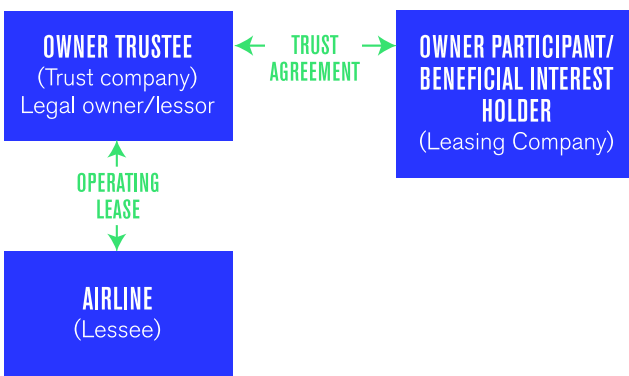 OWNER TRUSTEE
(Trust company)
Legal owner/lessor
TRUST
AGREEMENT
OWNER PARTICIPANT/
BENEFICIAL INTEREST
HOLDER
(Leasing Company)
OPERATING
LEASE
AIRLINE
(Lessee)